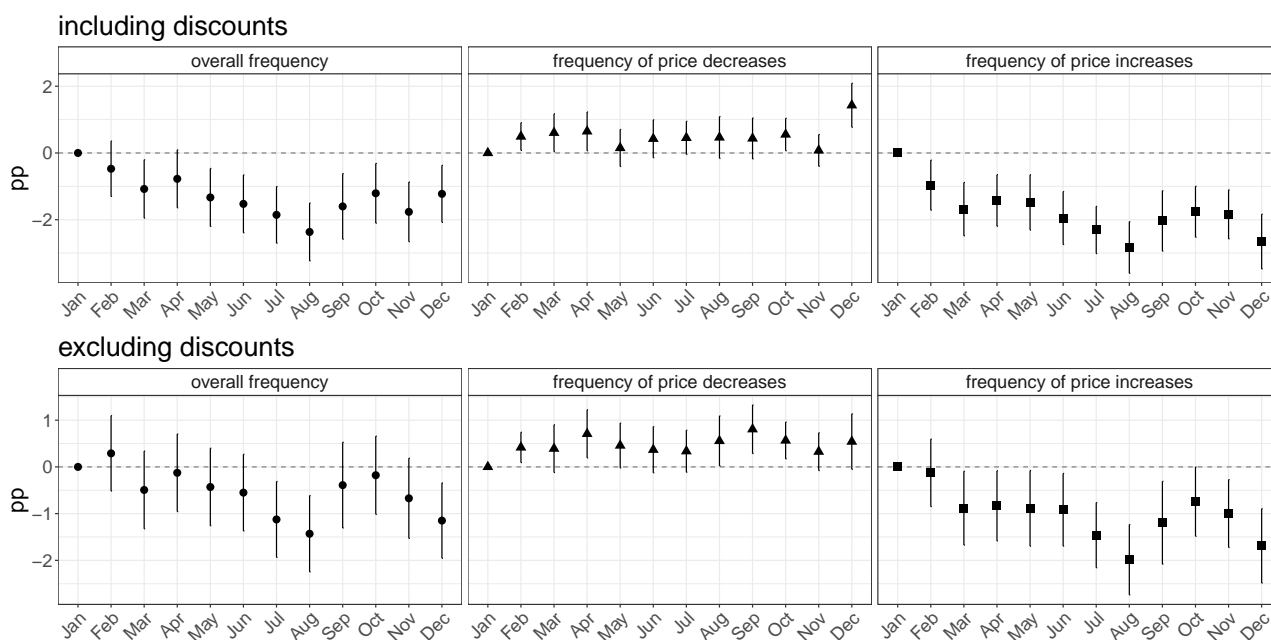 including discounts
overall frequency frequency of price decreases frequency of price increases
pp
2
0
−2
Jan Feb Mar Apr May Jun Jul Aug Sep Oct Nov Dec Jan Feb Mar Apr May Jun Jul Aug Sep Oct Nov Dec Jan Feb Mar Apr May Jun Jul Aug Sep Oct Nov Dec
excluding discounts
overall frequency frequency of price decreases frequency of price increases
pp
1
0
−1
−2
Jan Feb Mar Apr May Jun Jul Aug Sep Oct Nov Dec Jan Feb Mar Apr May Jun Jul Aug Sep Oct Nov Dec Jan Feb Mar Apr May Jun Jul Aug Sep Oct Nov Dec